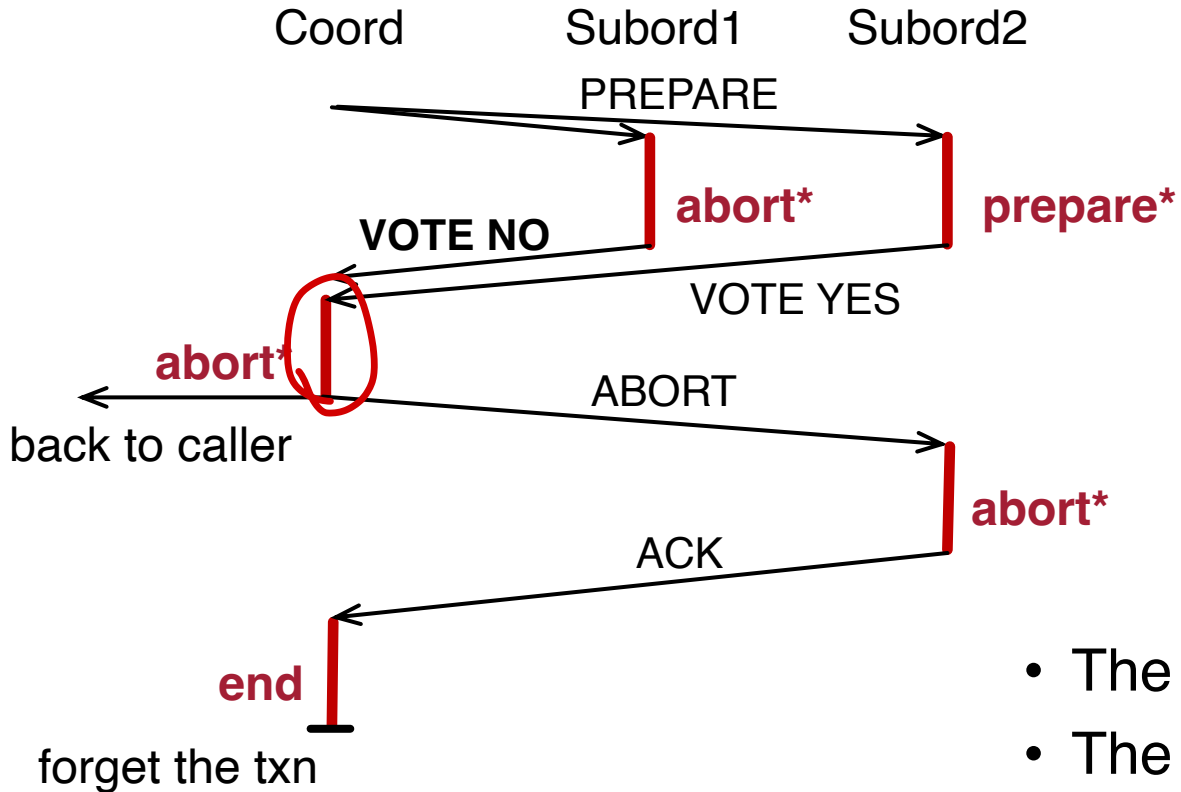 Coord Subord1 Subord2
PREPARE
abort* prepare*
VOTE NO
VOTE YES
abort*
ABORT
back to caller
abort*
ACK
end
• The
• The
forget the txn